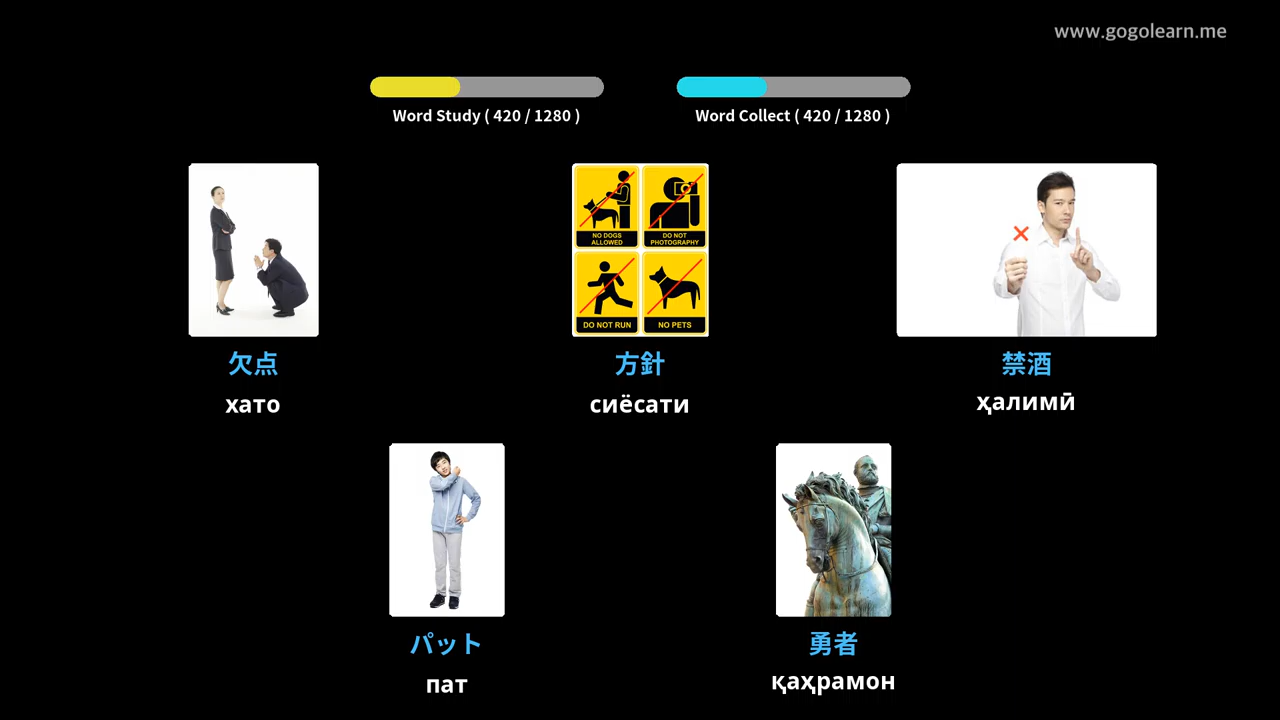 www.gogolearn.me
Word Study ( 420 / 1280 )
Word Collect ( 420 / 1280 )
NO DOGS
ALLOWED
DO NOT
PHOTOGRAPHY
DO NOT RUN
NO PETS
欠点
方針
禁酒
хато
сиёсати
ҳалимӣ
パット
勇者
пат
қаҳрамон